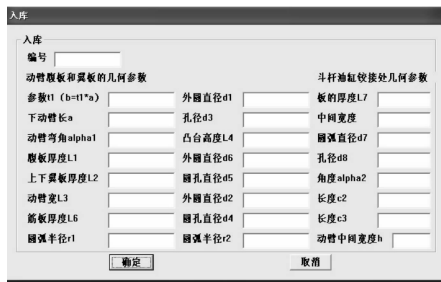 入库
入库
编号
动臂腹板和翼板的几何参数 斗杆油缸铰接处几何参数
参数t1（b=t1*a） 外圆直径d1 板的厚度L7
下动臂长a 孔径d3 中间宽度
动臂弯角alpha1 凸台高度L4 圆弧直径d7
腹板厚度L1 外圆直径d6 孔径d8
上下翼板厚度L2 圆孔直径d5 角度alpha2
动臂宽L3 外圆直径d2 长度c2
筋板厚度L6 圆孔直径d4 长度c3
圆弧半径r1 圆弧半径r2 动臂中间宽度h
确定 取消